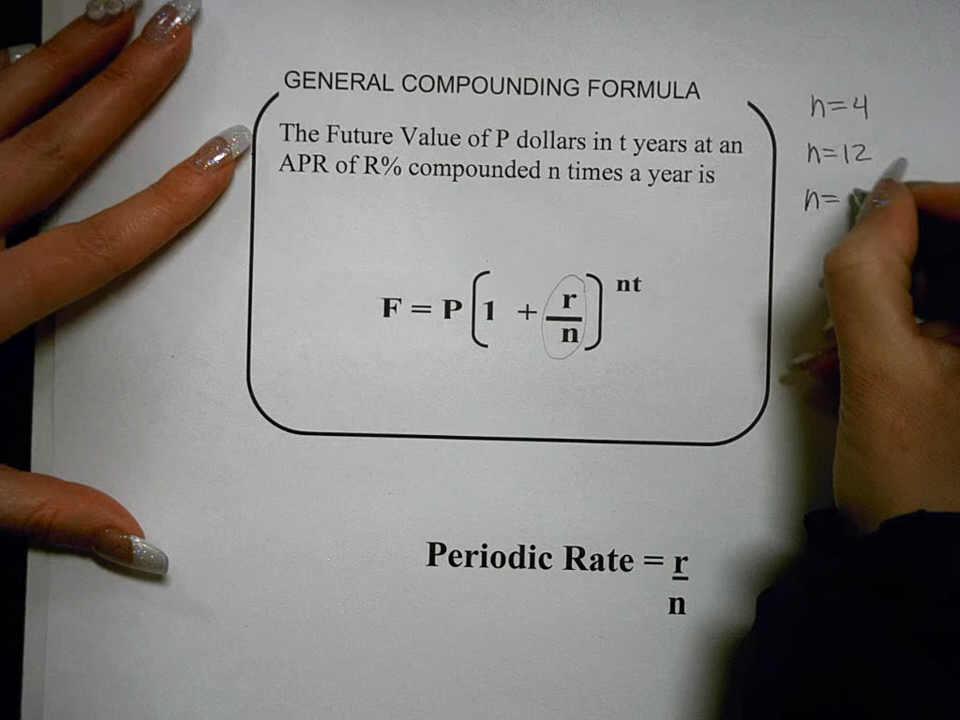 GENERAL COMPOUNDING FORMULA
The Future Value of P dollars in t years at an
APR of R% compounded n times a year is
F = P[1 + r/n]^nt
Periodic Rate = r/n
n=4
n=12
n=